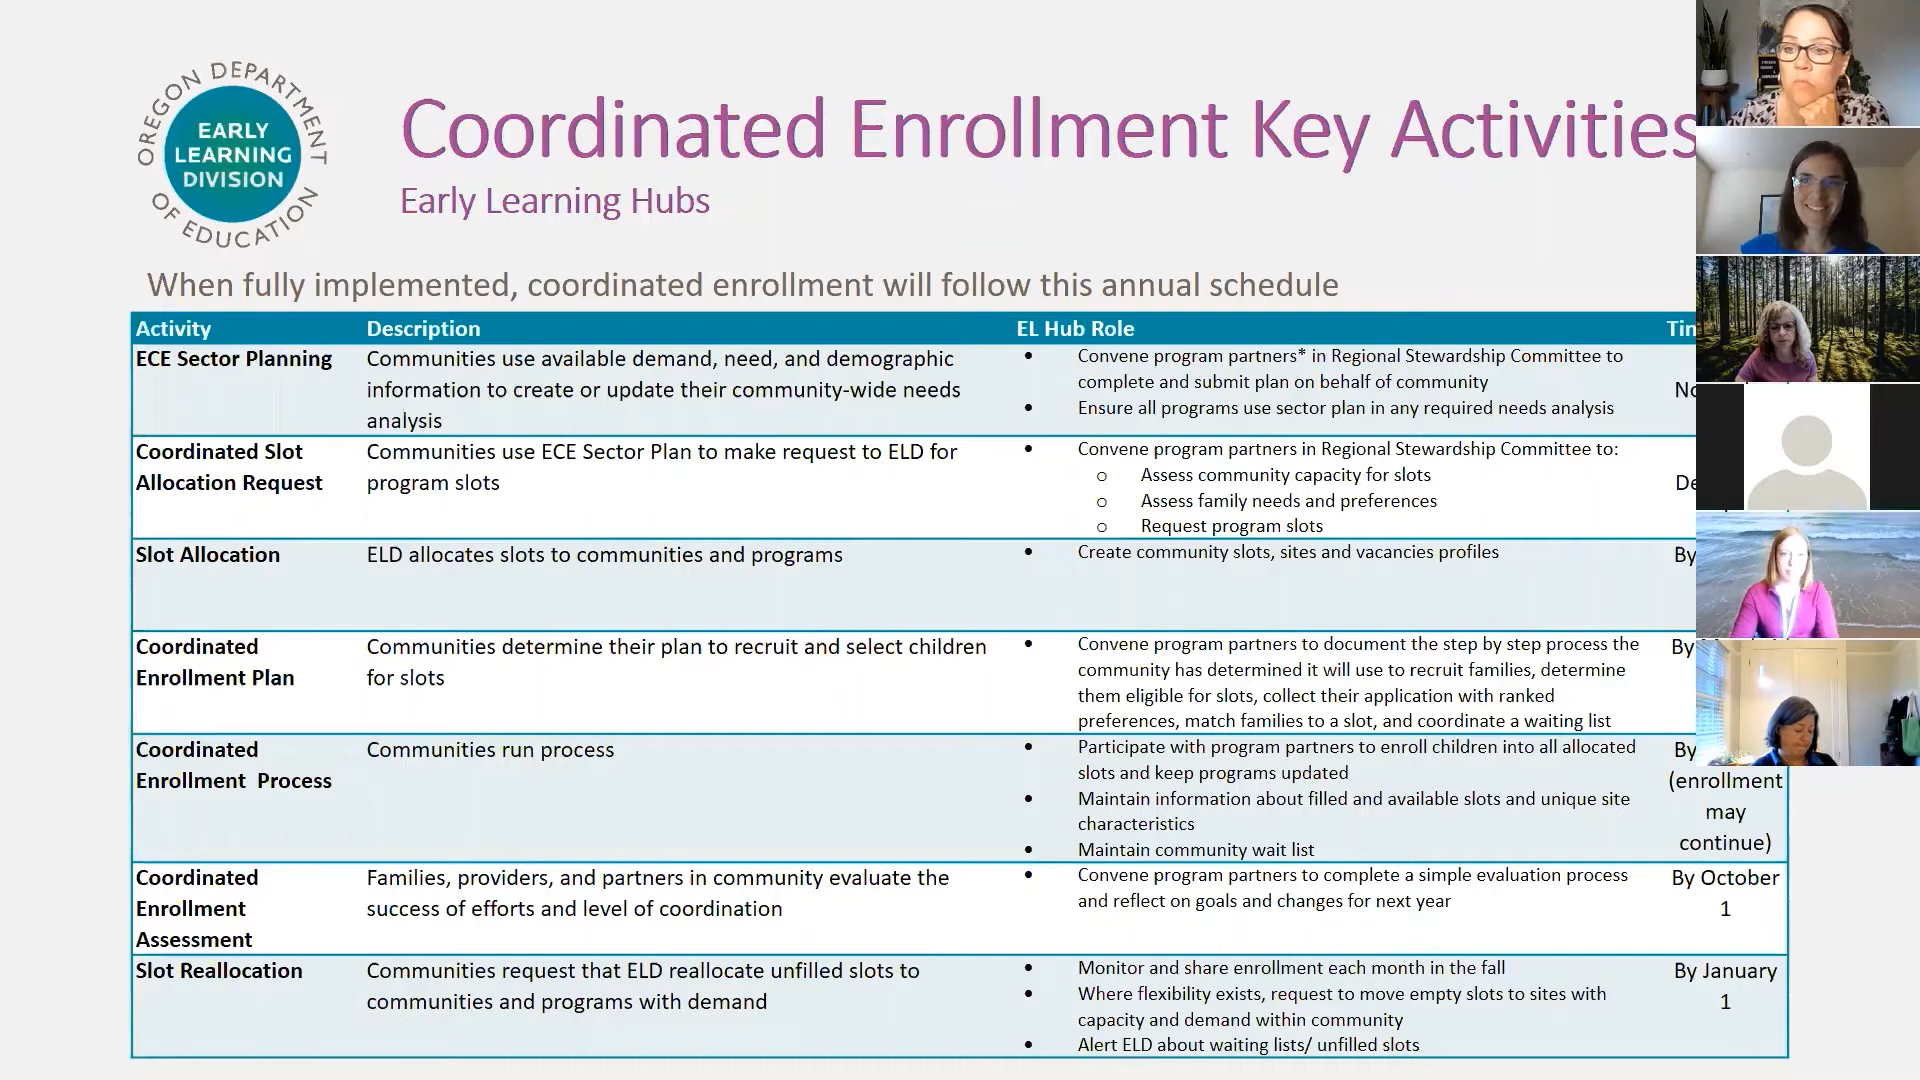 OREGON DEPARTMENT
OF EDUCATION
EARLY
LEARNING
DIVISION
Coordinated Enrollment Key Activities
Early Learning Hubs
When fully implemented, coordinated enrollment will follow this annual schedule
Activity Description EL Hub Role
ECE Sector Planning
Communities use available demand, need, and demographic
information to create or update their community-wide needs
analysis
• Convene program partners* in Regional Stewardship Committee to
complete and submit plan on behalf of community
• Ensure all programs use sector plan in any required needs analysis
Coordinated Slot
Allocation Request
Communities use ECE Sector Plan to make request to ELD for
program slots
• Convene program partners in Regional Stewardship Committee to:
o Assess community capacity for slots
o Assess family needs and preferences
o Request program slots
Slot Allocation
ELD allocates slots to communities and programs
• Create community slots, sites and vacancies profiles
By
Coordinated
Enrollment Plan
Communities determine their plan to recruit and select children
for slots
• Convene program partners to document the step by step process the
community has determined it will use to recruit families, determine
them eligible for slots, collect their application with ranked
preferences, match families to a slot, and coordinate a waiting list
By
Coordinated
Enrollment Process
Communities run process
• Participate with program partners to enroll children into all allocated
slots and keep programs updated
• Maintain information about filled and available slots and unique site
characteristics
• Maintain community wait list
By
(enrollment
may
continue)
Coordinated
Enrollment
Assessment
Families, providers, and partners in community evaluate the
success of efforts and level of coordination
• Convene program partners to complete a simple evaluation process
and reflect on goals and changes for next year
By October
1
Slot Reallocation
Communities request that ELD reallocate unfilled slots to
communities and programs with demand
• Monitor and share enrollment each month in the fall
• Where flexibility exists, request to move empty slots to sites with
capacity and demand within community
• Alert ELD about waiting lists/ unfilled slots
By January
1